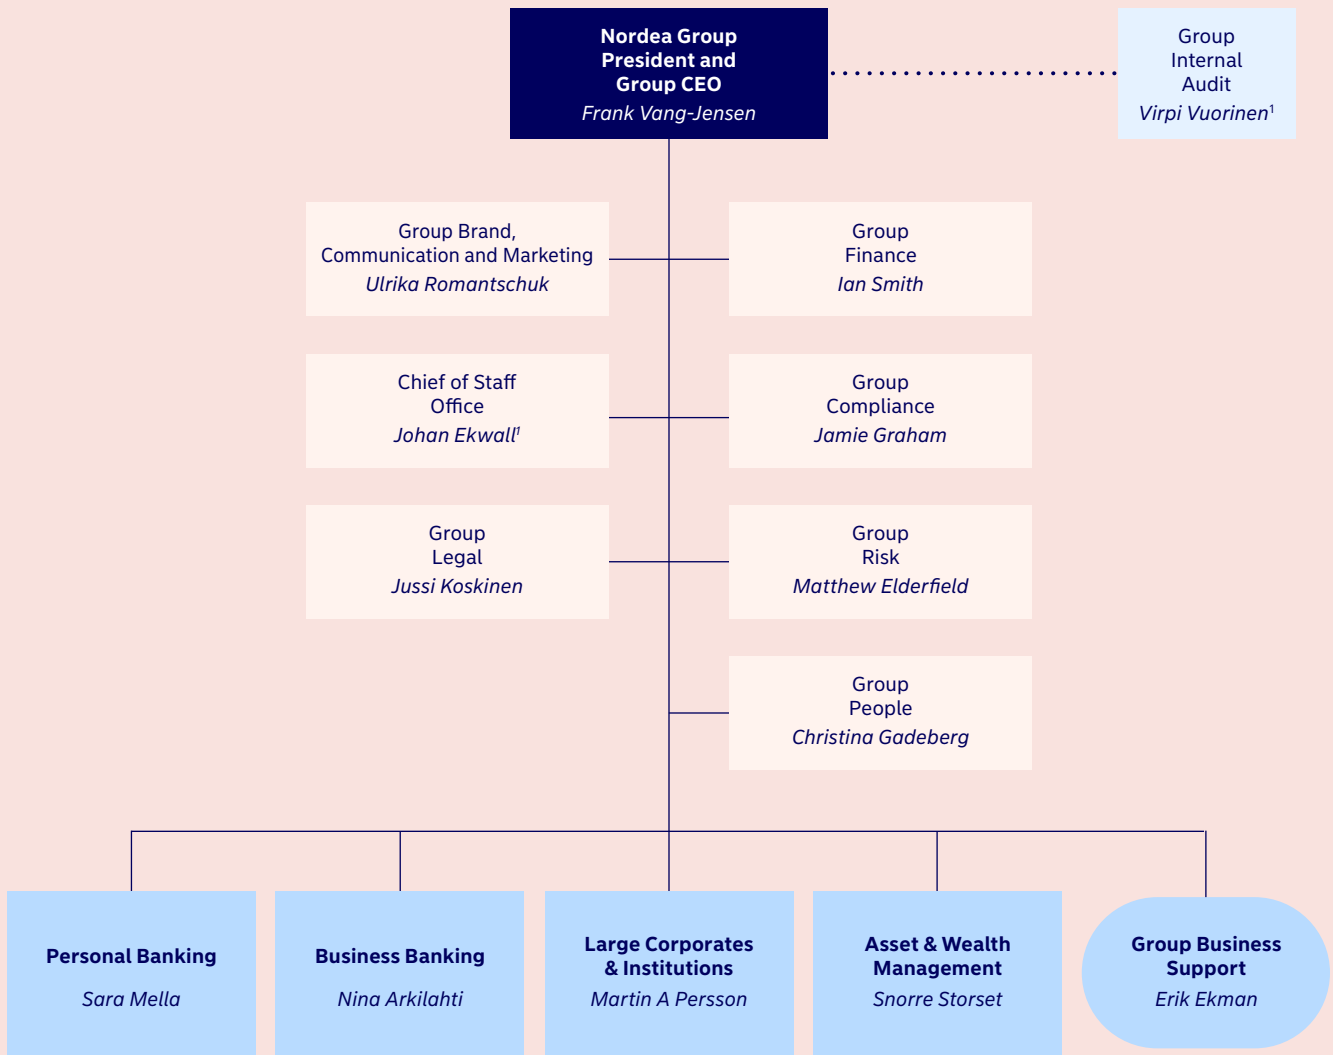 Nordea Group
President and
Group CEO
Frank Vang-Jensen
Group
Internal
Audit
Virpi Vuorinen¹
Group Brand,
Communication and Marketing
Ulrika Romantschuk
Group
Finance
Ian Smith
Chief of Staff
Office
Johan Ekwall¹
Group
Compliance
Jamie Graham
Group
Legal
Jussi Koskinen
Group
Risk
Matthew Elderfield
Group
People
Christina Gadeberg
Personal Banking
Sara Mella
Business Banking
Nina Arkilahti
Large Corporates
& Institutions
Martin A Persson
Asset & Wealth
Management
Snorre Storset
Group Business
Support
Erik Ekman